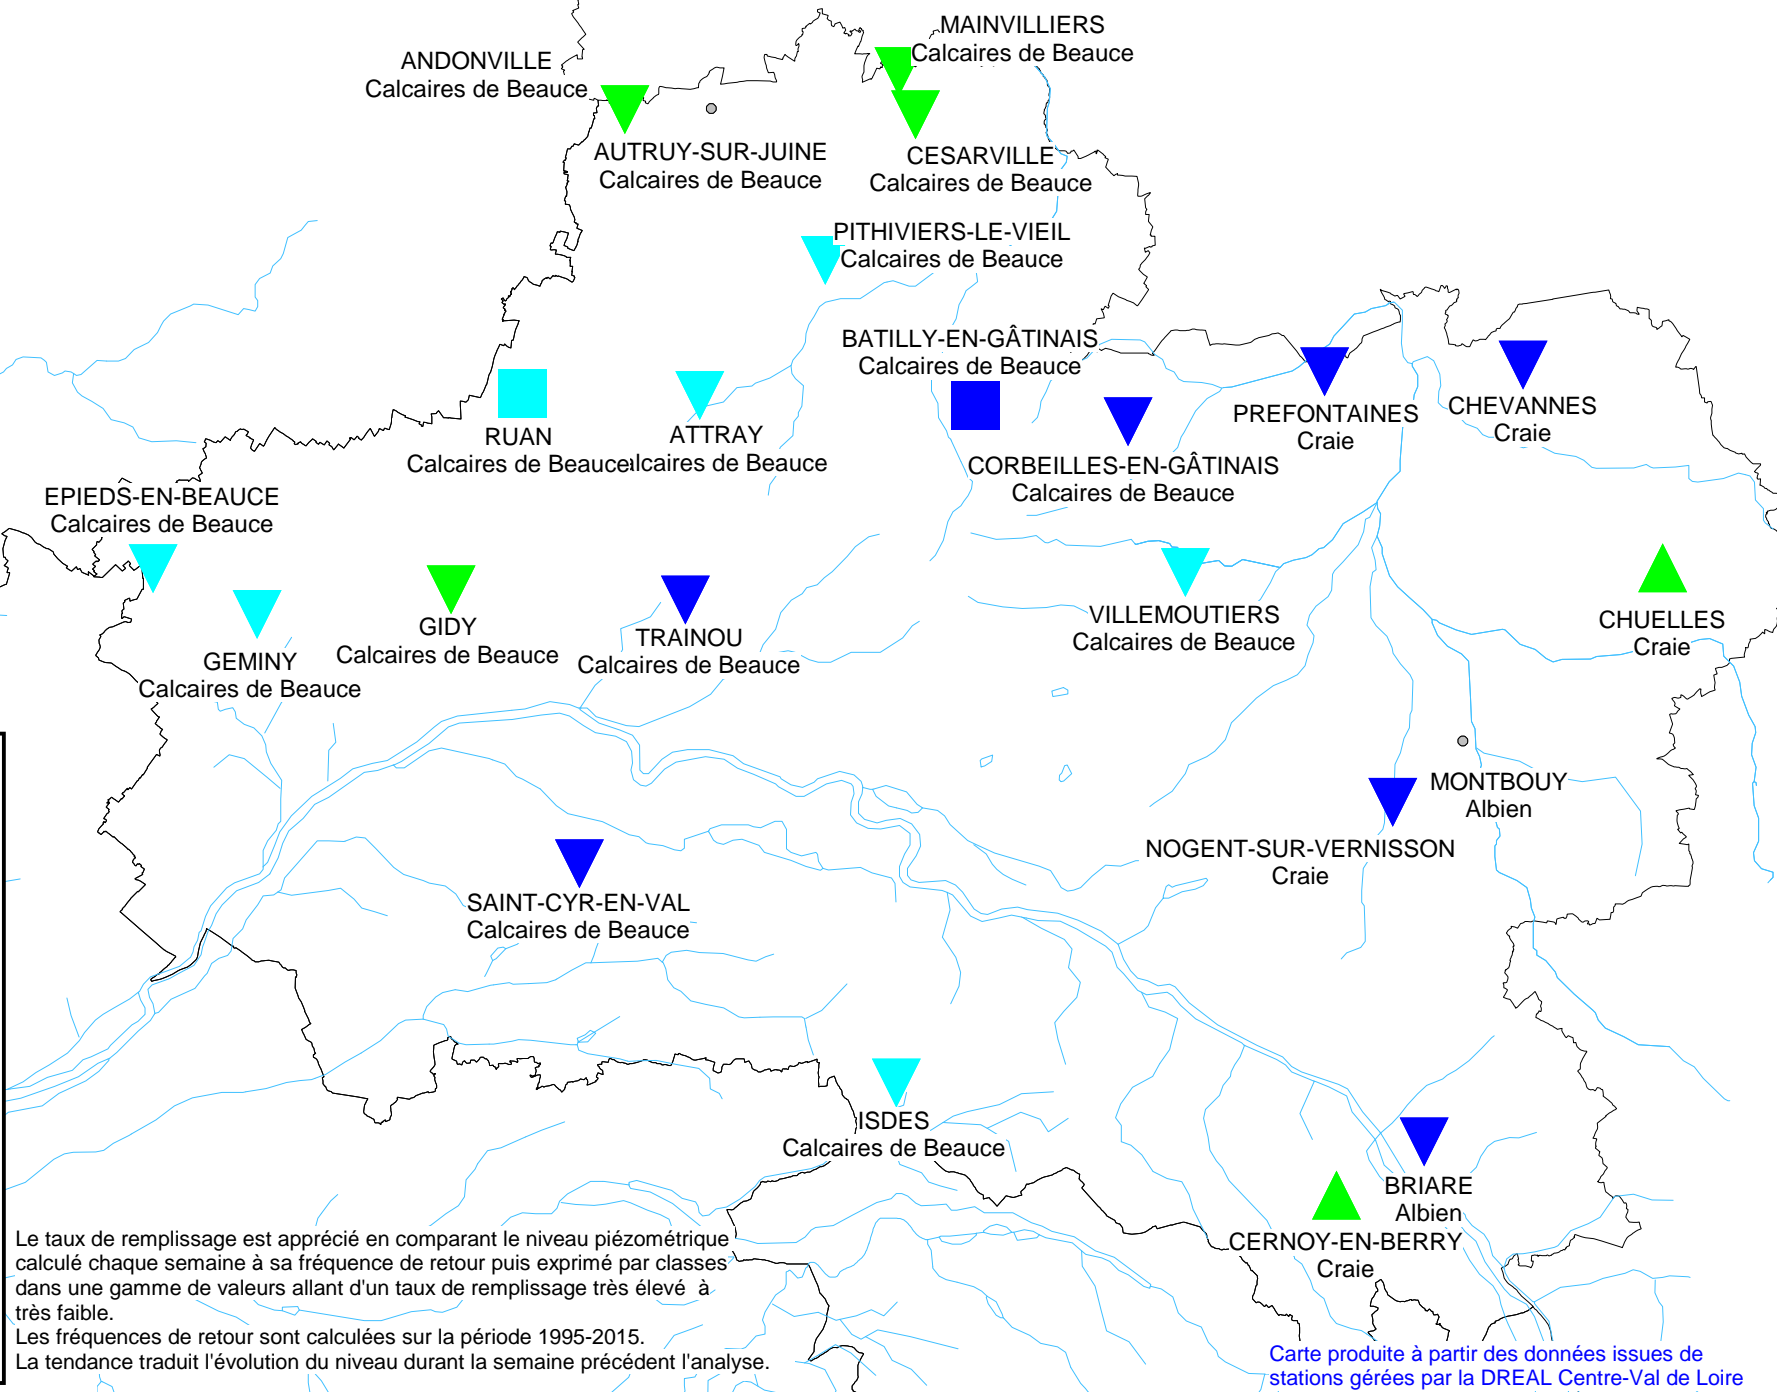 MAINVILLIERS
Calcaires de Beauce
ANDONVILLE
Calcaires de Beauce
AUTRUY-SUR-JUINE
Calcaires de Beauce
CESARVILLE
Calcaires de Beauce
PITHIVIERS-LE-VIEIL
Calcaires de Beauce
BATILLY-EN-GÂTINAIS
Calcaires de Beauce
PREFONTAINES
Craie
CHEVANNES
Craie
RUAN
Calcaires de Beauce
ATTRAY
alcaires de Beauce
CORBEILLES-EN-GÂTINAIS
Calcaires de Beauce
EPIEDS-EN-BEAUCE
Calcaires de Beauce
GEMINY
Calcaires de Beauce
GIDY
Calcaires de Beauce
TRAINOU
Calcaires de Beauce
VILLEMOUTIERS
Calcaires de Beauce
CHUELLES
Craie
MONTBOUY
Albien
NOGENT-SUR-VERNISSON
Craie
SAINT-CYR-EN-VAL
Calcaires de Beauce
ISDES
Calcaires de Beauce
BRIARE
Albien
CERNOY-EN-BERRY
Craie
Le taux de remplissage est apprécié en comparant le niveau piézométrique
calculé chaque semaine à sa fréquence de retour puis exprimé par classes
dans une gamme de valeurs allant d'un taux de remplissage très élevé à
très faible.
Les fréquences de retour sont calculées sur la période 1995-2015.
La tendance traduit l'évolution du niveau durant la semaine précédent l'analyse.
Carte produite à partir des données issues de
stations gérées par la DREAL Centre-Val de Loire